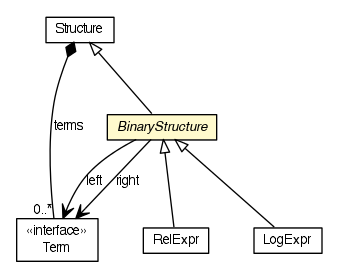 Structure
BinaryStructure
terms
left
right
0..*
«interface»
Term
RelExpr
LogExpr